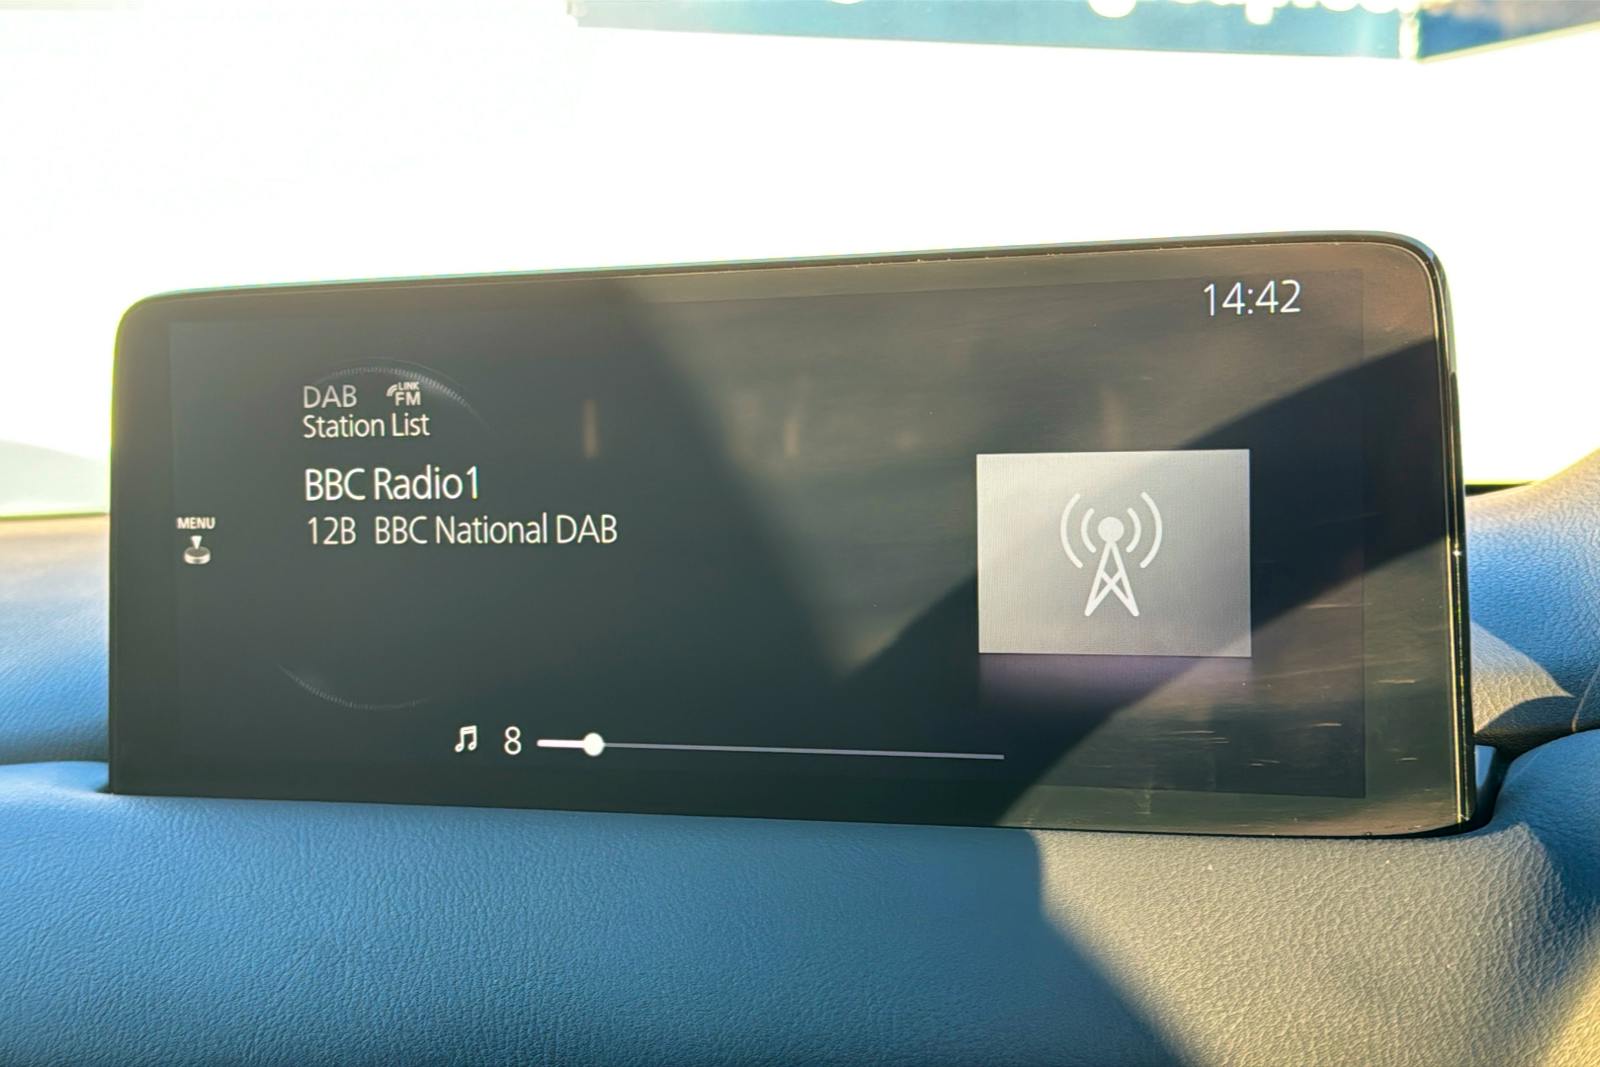 14:42
DAB LINK FM
Station List
BBC Radio1
MENU
12B BBC National DAB
8